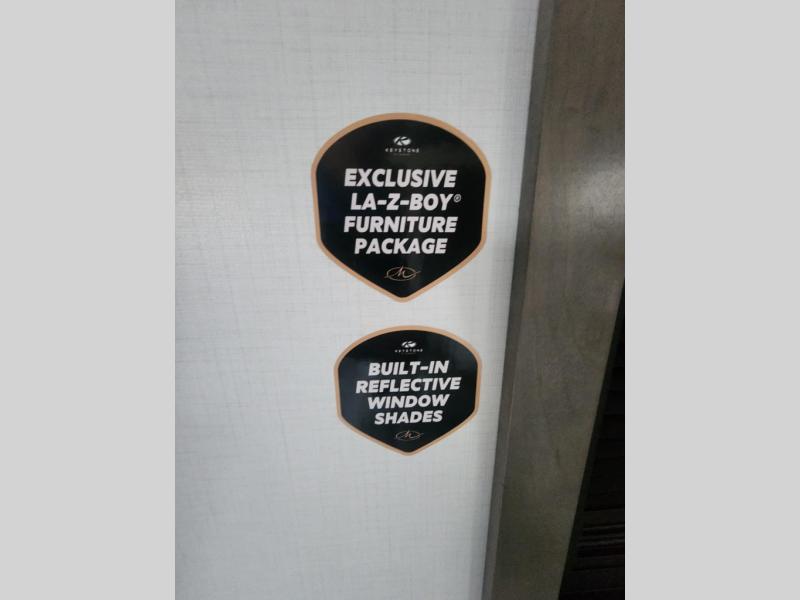 KEYSTONE
EXCLUSIVE
LA-Z-BOY®
FURNITURE
PACKAGE
KEYSTONE
BUILT-IN
REFLECTIVE
WINDOW
SHADES